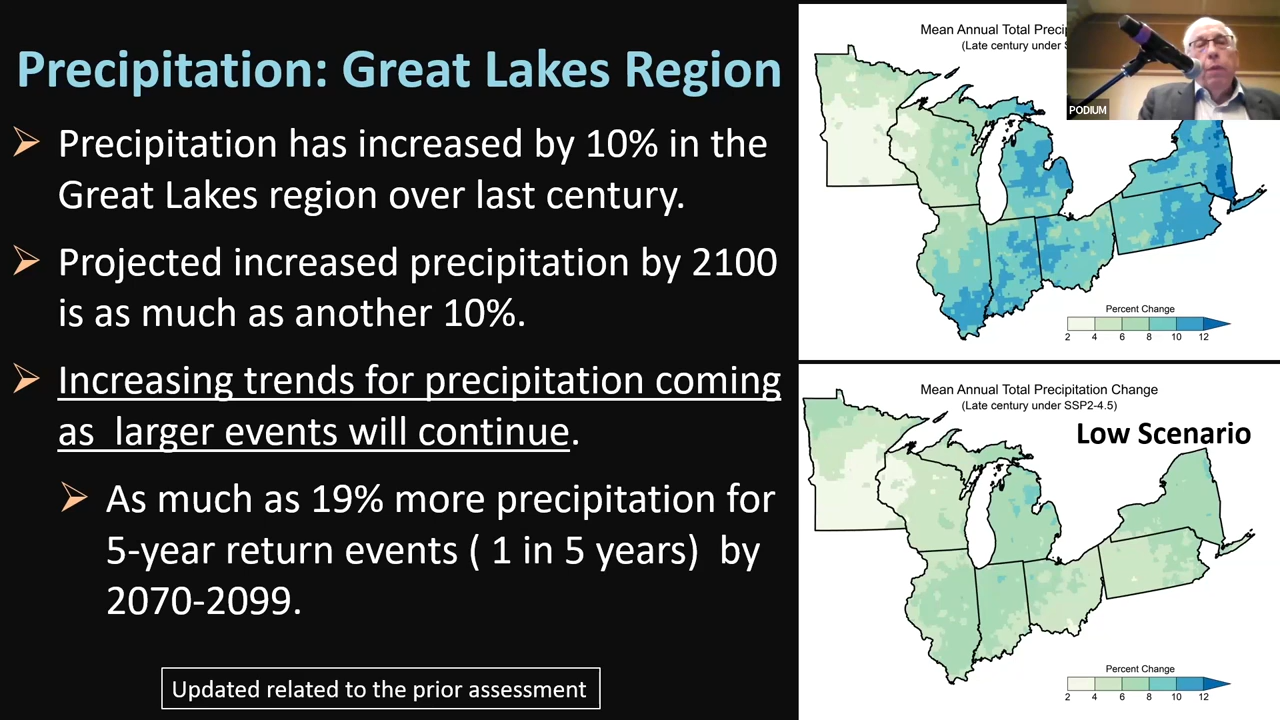 Precipitation: Great Lakes Region
Precipitation has increased by 10% in the
Great Lakes region over last century.
Projected increased precipitation by 2100
is as much as another 10%.
Increasing trends for precipitation coming
as larger events will continue.
As much as 19% more precipitation for
5-year return events ( 1 in 5 years) by
2070-2099.
Updated related to the prior assessment
Mean Annual Total
(Late century under
PODIUM
Percent Change
2 4 6 8 10 12
Mean Annual Total Precipitation Change
(Late century under SSP2-4.5)
Low Scenario
Percent Change
2 4 6 8 10 12